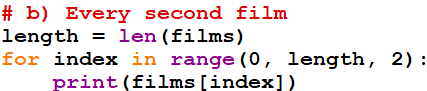 # b) Every second film
length = len(films)
for index in range(0, length, 2):
    print(films[index])